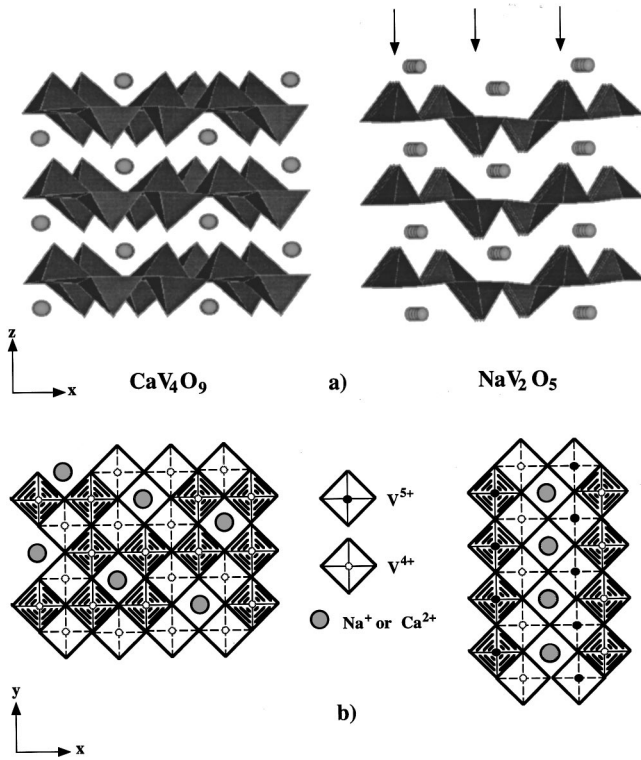 z
x
CaV₄O₉
a)
NaV₂O₅
V⁵⁺
V⁴⁺
Na⁺ or Ca²⁺
y
x
b)